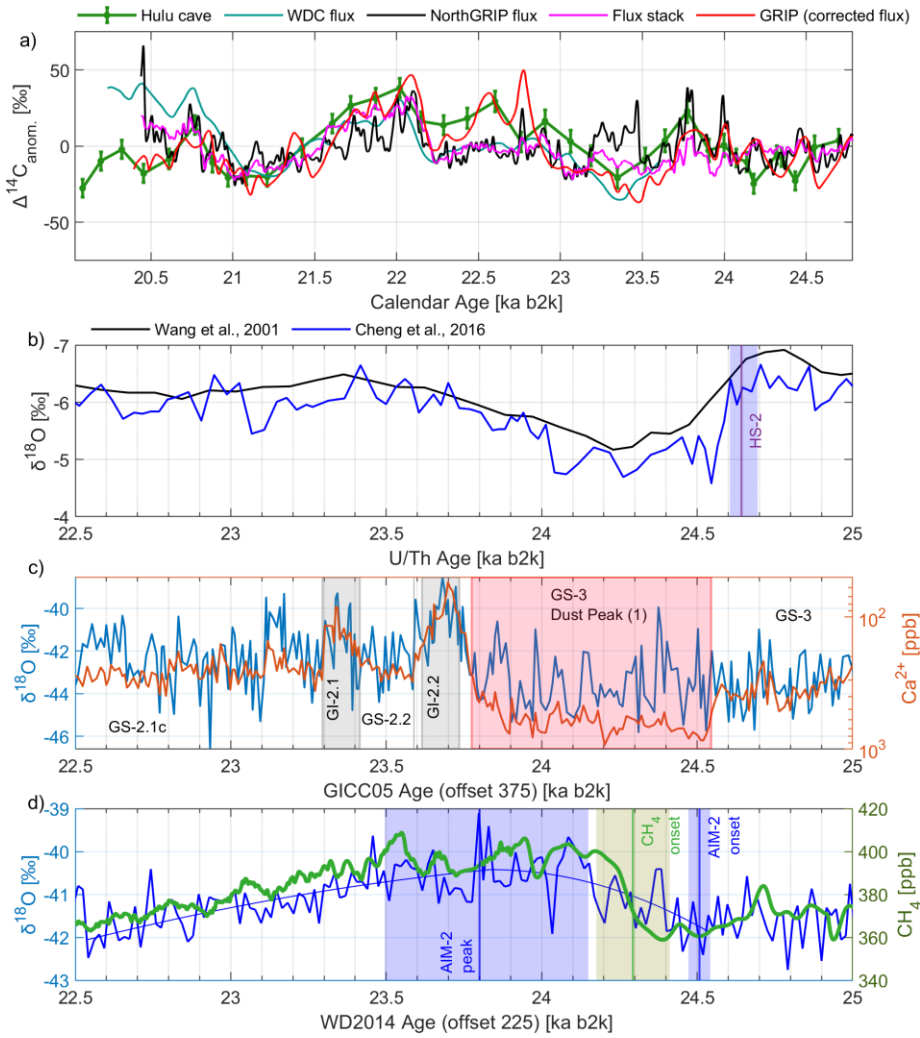 Hulu cave WDC flux NorthGRIP flux Flux stack GRIP (corrected flux)
a)
50
0
-50
Δ¹⁴C_anom. [‰]
20.5 21 21.5 22 22.5 23 23.5 24 24.5
Calendar Age [ka b2k]
Wang et al., 2001 Cheng et al., 2016
b)
-7
-6
-5
-4
δ¹⁸O [‰]
HS-2
22.5 23 23.5 24 24.5 25
U/Th Age [ka b2k]
c)
-40
-42
-44
-46
δ¹⁸O [‰]
GS-2.1c
GI-2.1
GS-2.2
GI-2.2
GS-3
Dust Peak (1)
GS-3
10²
10³
Ca²⁺ [ppb]
22.5 23 23.5 24 24.5 25
GICC05 Age (offset 375) [ka b2k]
d)
-39
-40
-41
-42
-43
δ¹⁸O [‰]
AIM-2
peak
CH₄
onset
AIM-2
onset
420
400
380
360
340
CH₄ [ppb]
22.5 23 23.5 24 24.5 25
WD2014 Age (offset 225) [ka b2k]